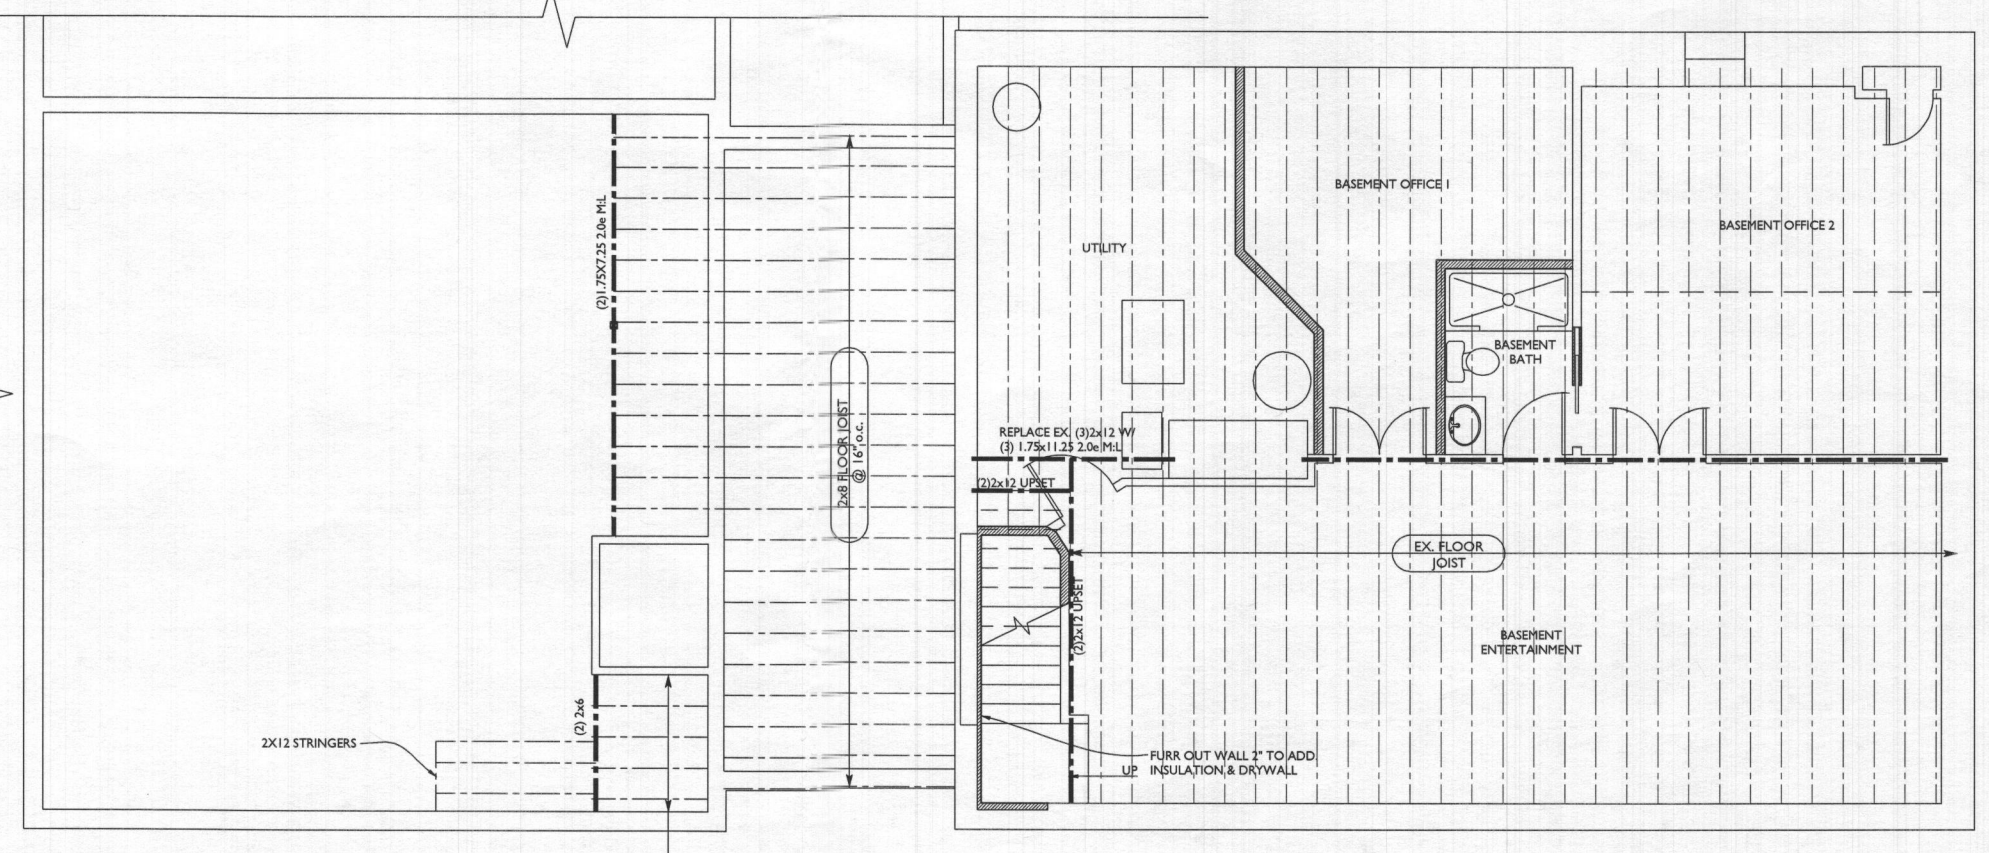 BASEMENT OFFICE 1
BASEMENT OFFICE 2
UTILITY
(2)1.75X7.25 2.0e M:L
BASEMENT
BATH
2x8 FLOOR JOIST
@ 16" o.c.
REPLACE EX. (3)2x12 W/
(3) 1.75x11.25 2.0e M:L
(2)2x12 UPSET
EX. FLOOR
JOIST
(2)2x12 UPSET
BASEMENT
ENTERTAINMENT
(2) 2x6
2X12 STRINGERS
FURR OUT WALL 2" TO ADD
INSULATION & DRYWALL
UP